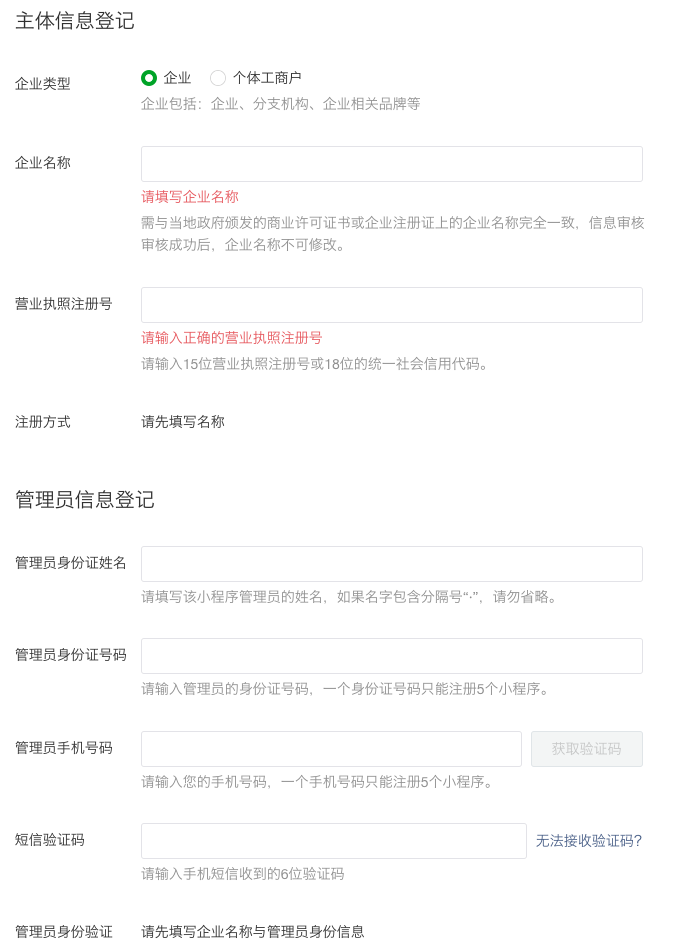 主体信息登记
企业类型
企业 个体工商户
企业包括：企业、分支机构、企业相关品牌等
企业名称
请填写企业名称
需与当地政府颁发的商业许可证书或企业注册证上的企业名称完全一致，信息审核
审核成功后，企业名称不可修改。
营业执照注册号
请输入正确的营业执照注册号
请输入15位营业执照注册号或18位的统一社会信用代码。
注册方式 请先填写名称
管理员信息登记
管理员身份证姓名
请填写该小程序管理员的姓名，如果名字包含分隔号“·”，请勿省略。
管理员身份证号码
请输入管理员的身份证号码，一个身份证号码只能注册5个小程序。
管理员手机号码 获取验证码
请输入您的手机号码，一个手机号码只能注册5个小程序。
短信验证码 无法接收验证码?
请输入手机短信收到的6位验证码
管理员身份验证 请先填写企业名称与管理员身份信息